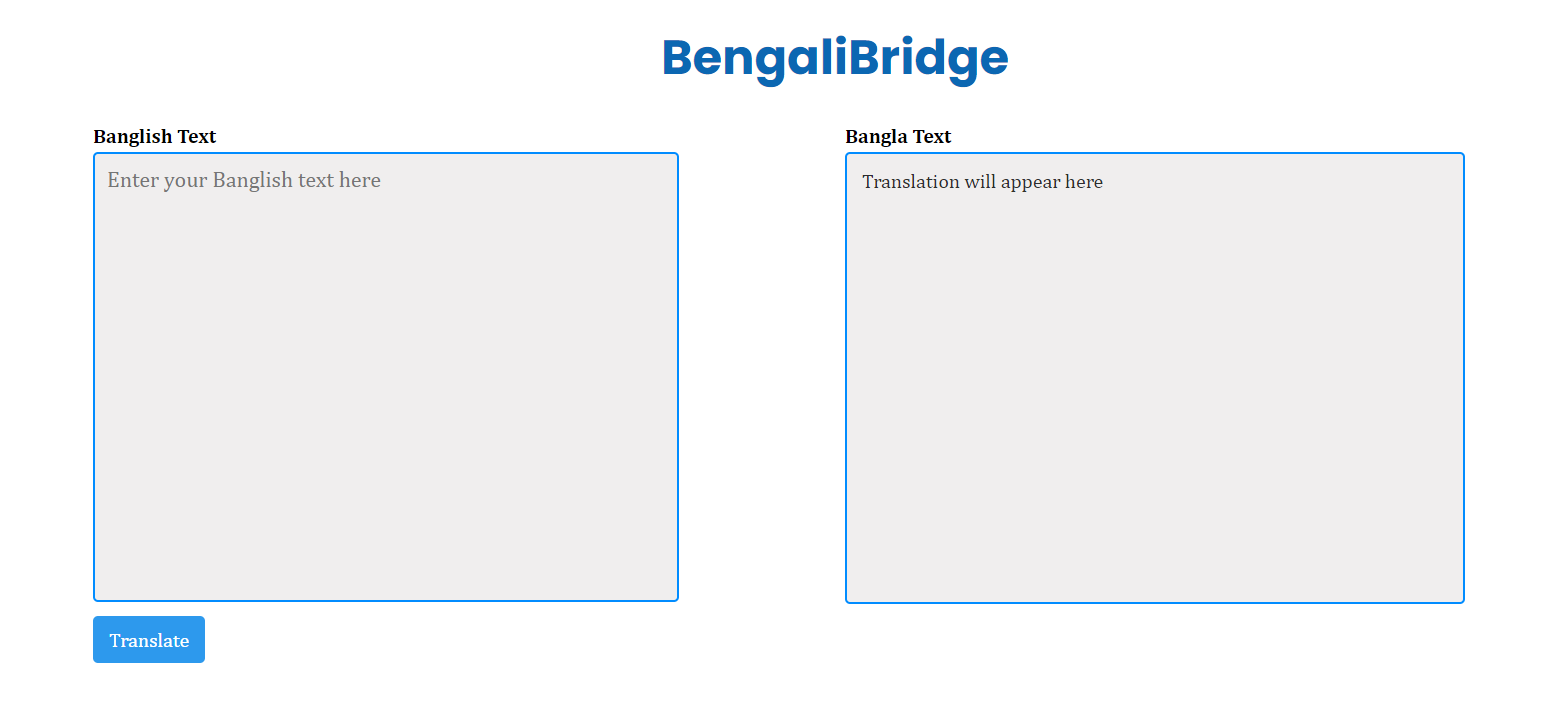 BengaliBridge
Banglish Text
Enter your Banglish text here
Translate
Bangla Text
Translation will appear here